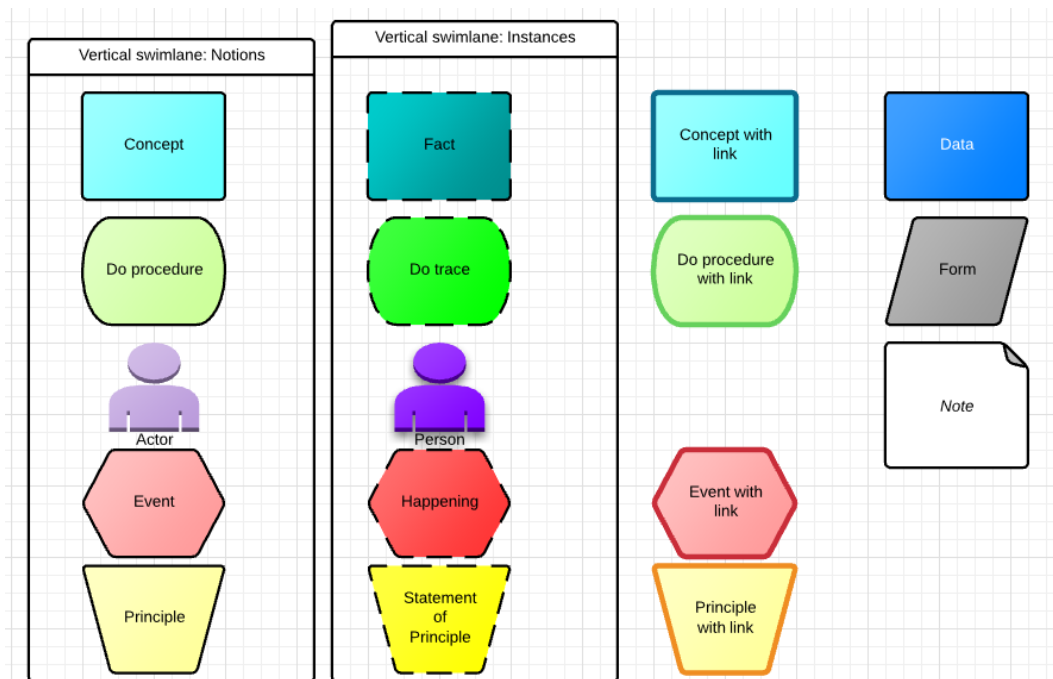 Vertical swimlane: Notions
Vertical swimlane: Instances
Concept
Fact
Concept with
link
Data
Do procedure
Do trace
Do procedure
with link
Form
Actor
Person
Note
Event
Happening
Event with
link
Principle
Statement
of
Principle
Principle
with link